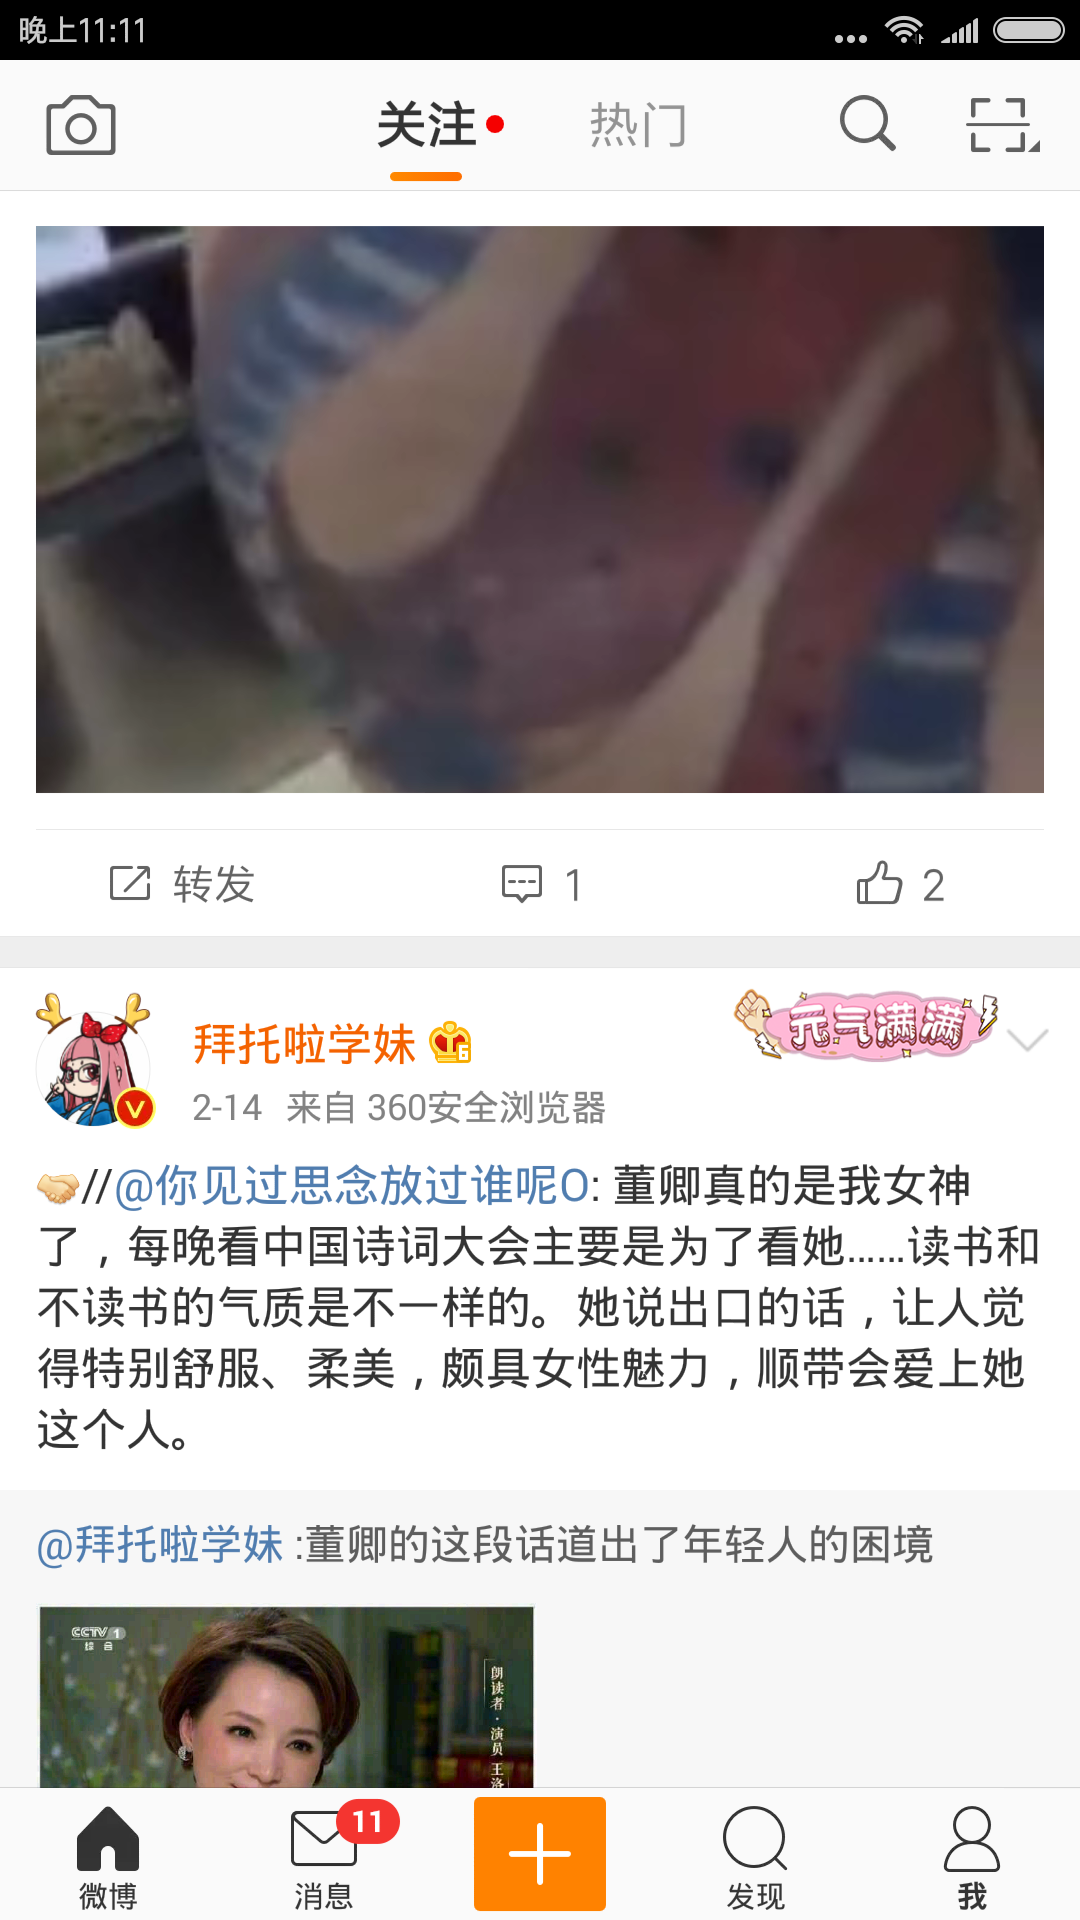 晚上11:11
关注
热门
转发
1
2
拜托啦学妹
元气满满
2-14 来自 360安全浏览器
//@你见过思念放过谁呢O: 董卿真的是我女神
了，每晚看中国诗词大会主要是为了看她……读书和
不读书的气质是不一样的。她说出口的话，让人觉
得特别舒服、柔美，颇具女性魅力，顺带会爱上她
这个人。
@拜托啦学妹 :董卿的这段话道出了年轻人的困境
CCTV 1
综合
朗读者·演员 王洛
微博
消息
11
发现
我